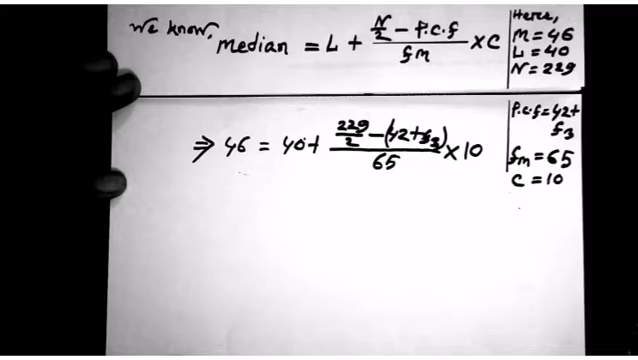 We know,
Median = L + (N/2 - P.c.f)/fm × C
Here,
M = 46
L = 40
N = 229
P.c.f = 42 + f3
fm = 65
C = 10
⇒ 46 = 40 + (229/2 - (42 + f3))/65 × 10